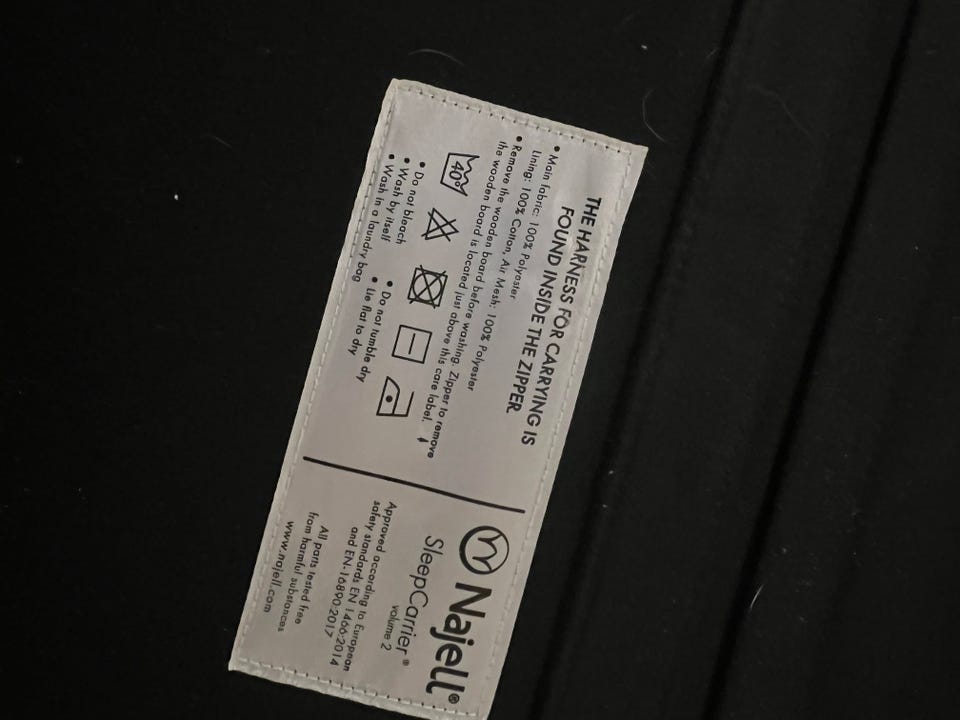 THE HARNESS FOR CARRYING IS
FOUND INSIDE THE ZIPPER
• Main fabric: 100% Polyester
Lining: 100% Cotton, Air Mesh: 100% Polyester
• Remove the wooden board before washing. Zipper to remove
the wooden board is located just above this care label.
40°
• Do not bleach
• Wash by itself
• Wash in a laundry bag
• Do not tumble dry
• Lie flat to dry
Najell®
SleepCarrier®
volume 2
Approved according to European
safety standards EN 1466:2014
and EN-16890:2017
All parts tested free
from harmful substances
www.najell.com